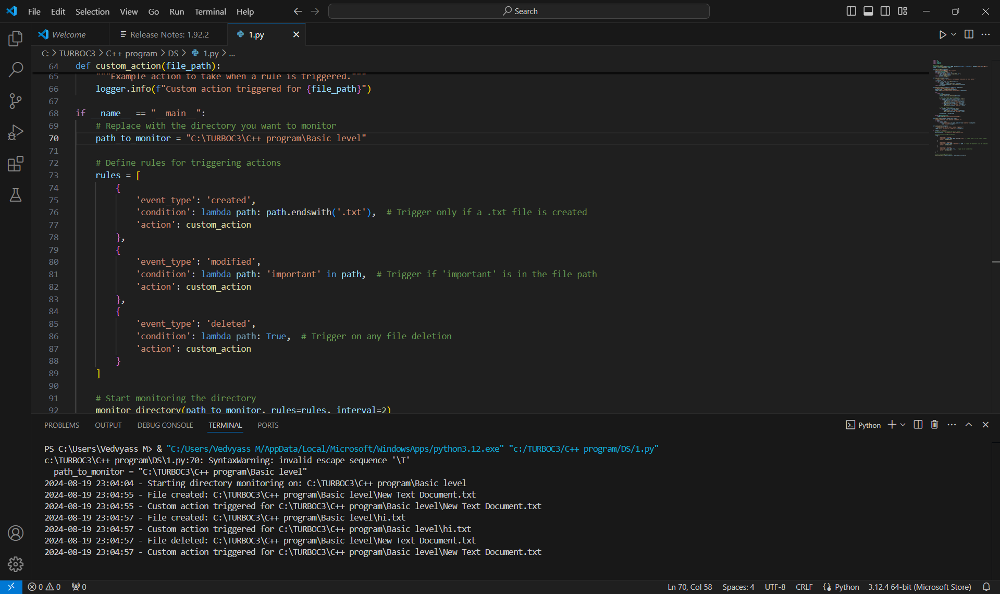 File Edit Selection View Go Run Terminal Help
Search
Welcome
Release Notes: 1.92.2
1.py
C: > TURBOC3 > C++ program > DS > 1.py > ...
64 def custom_action(file_path):
65 """Example action to take when a rule is triggered."""
66 logger.info(f"Custom action triggered for {file_path}")
67
68 if __name__ == "__main__":
69 # Replace with the directory you want to monitor
70 path_to_monitor = "C:\TURBOC3\C++ program\Basic level"
71
72 # Define rules for triggering actions
73 rules = [
74 {
75 'event_type': 'created',
76 'condition': lambda path: path.endswith('.txt'),  # Trigger only if a .txt file is created
77 'action': custom_action
78 },
79 {
80 'event_type': 'modified',
81 'condition': lambda path: 'important' in path,  # Trigger if 'important' is in the file path
82 'action': custom_action
83 },
84 {
85 'event_type': 'deleted',
86 'condition': lambda path: True,  # Trigger on any file deletion
87 'action': custom_action
88 }
89 ]
90
91 # Start monitoring the directory
92 monitor_directory(path_to_monitor, rules=rules, interval=2)
PROBLEMS OUTPUT DEBUG CONSOLE TERMINAL PORTS
Python
PS C:\Users\Vedvyass M> & "C:/Users/Vedvyass M/AppData/Local/Microsoft/WindowsApps/python3.12.exe" "c:/TURBOC3/C++ program/DS/1.py"
c:\TURBOC3\C++ program\DS\1.py:70: SyntaxWarning: invalid escape sequence '\T'
path_to_monitor = "C:\TURBOC3\C++ program\Basic level"
2024-08-19 23:04:04 - Starting directory monitoring on: C:\TURBOC3\C++ program\Basic level
2024-08-19 23:04:55 - File created: C:\TURBOC3\C++ program\Basic level\New Text Document.txt
2024-08-19 23:04:55 - Custom action triggered for C:\TURBOC3\C++ program\Basic level\New Text Document.txt
2024-08-19 23:04:57 - File created: C:\TURBOC3\C++ program\Basic level\hi.txt
2024-08-19 23:04:57 - Custom action triggered for C:\TURBOC3\C++ program\Basic level\hi.txt
2024-08-19 23:04:57 - File deleted: C:\TURBOC3\C++ program\Basic level\New Text Document.txt
2024-08-19 23:04:57 - Custom action triggered for C:\TURBOC3\C++ program\Basic level\New Text Document.txt
0 0 0
Ln 70, Col 58 Spaces: 4 UTF-8 CRLF Python 3.12.4 64-bit (Microsoft Store)